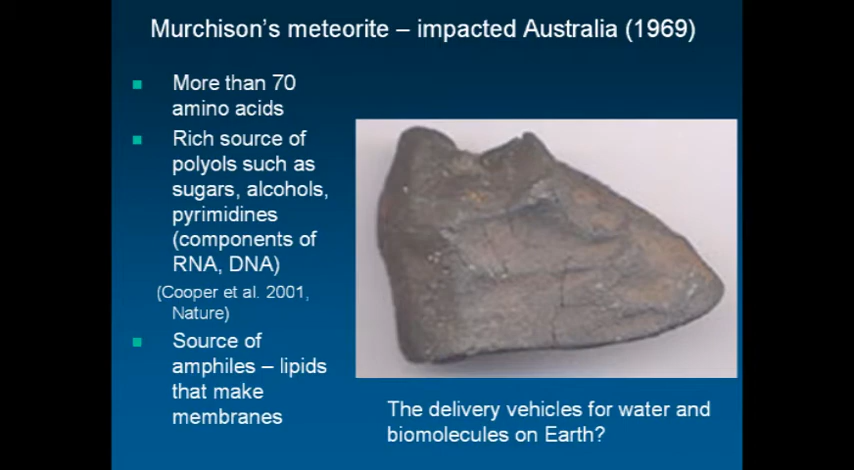 Murchison's meteorite – impacted Australia (1969)
More than 70
amino acids
Rich source of
polyols such as
sugars, alcohols,
pyrimidines
(components of
RNA, DNA)
(Cooper et al. 2001,
Nature)
Source of
amphiles – lipids
that make
membranes
The delivery vehicles for water and
biomolecules on Earth?